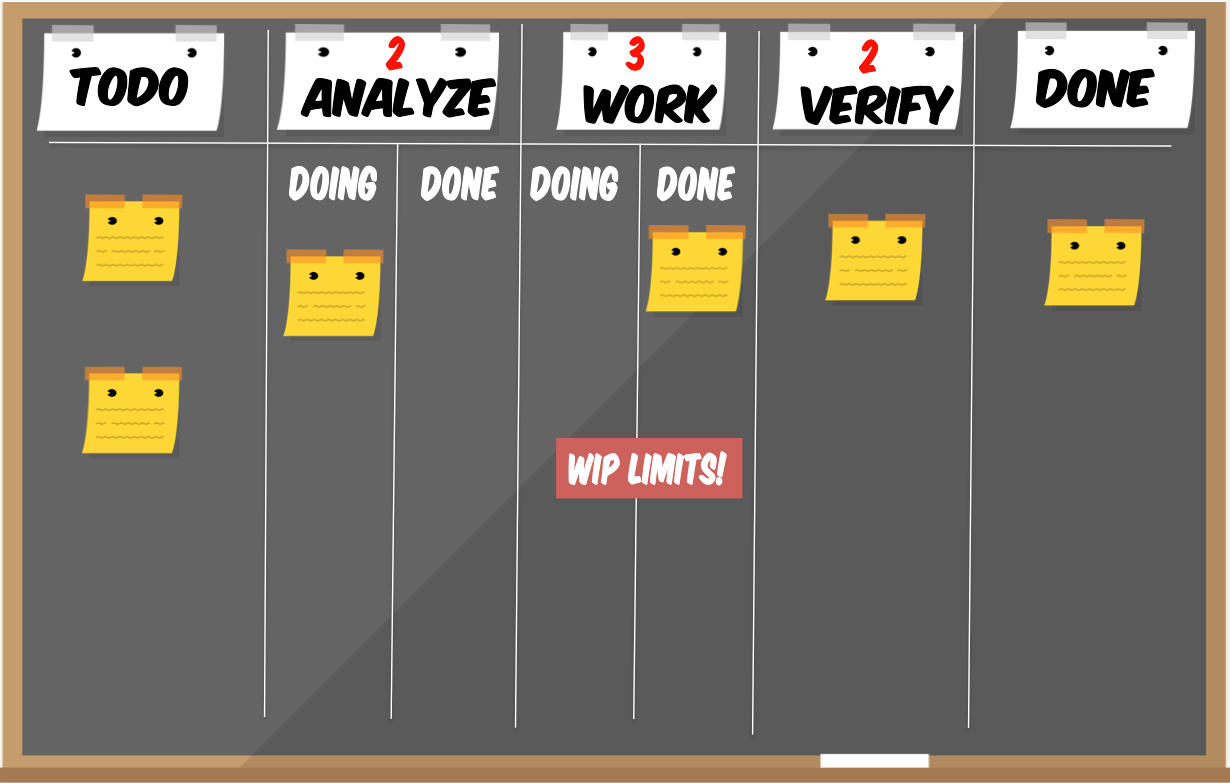 TODO
2
ANALYZE
3
WORK
2
VERIFY
DONE
DOING
DONE
DOING
DONE
WIP LIMITS!